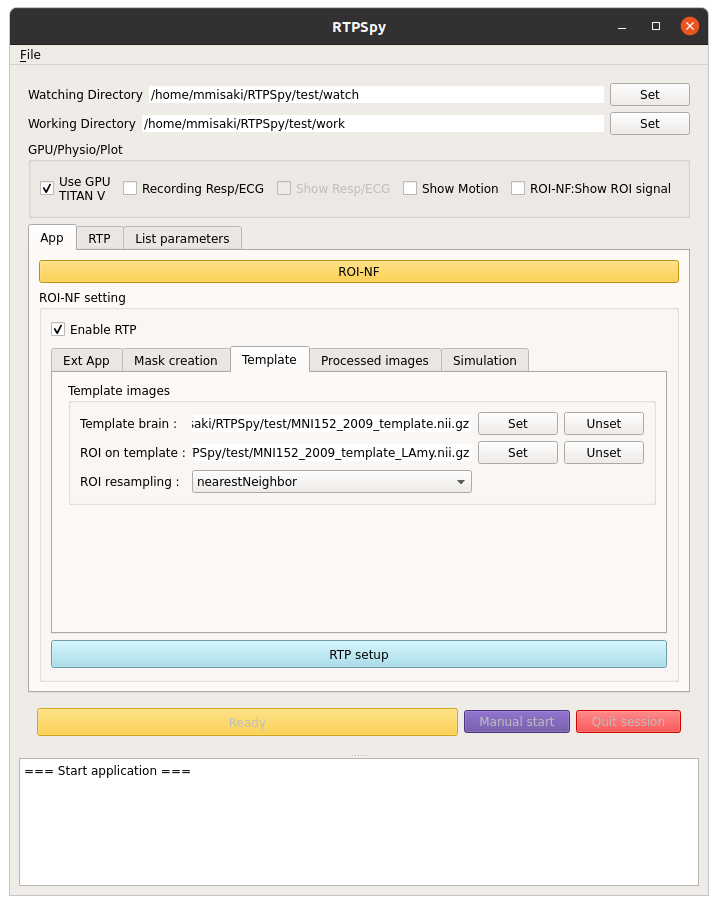 RTPSpy
File
Watching Directory /home/mmisaki/RTPSpy/test/watch Set
Working Directory /home/mmisaki/RTPSpy/test/work Set
GPU/Physio/Plot
Use GPU
TITAN V
Recording Resp/ECG Show Resp/ECG Show Motion ROI-NF:Show ROI signal
App RTP List parameters
ROI-NF
ROI-NF setting
Enable RTP
Ext App Mask creation Template Processed images Simulation
Template images
Template brain : saki/RTPSpy/test/MNI152_2009_template.nii.gz Set Unset
ROI on template : PSpy/test/MNI152_2009_template_LAmy.nii.gz Set Unset
ROI resampling : nearestNeighbor
RTP setup
Ready Manual start Quit session
=== Start application ===